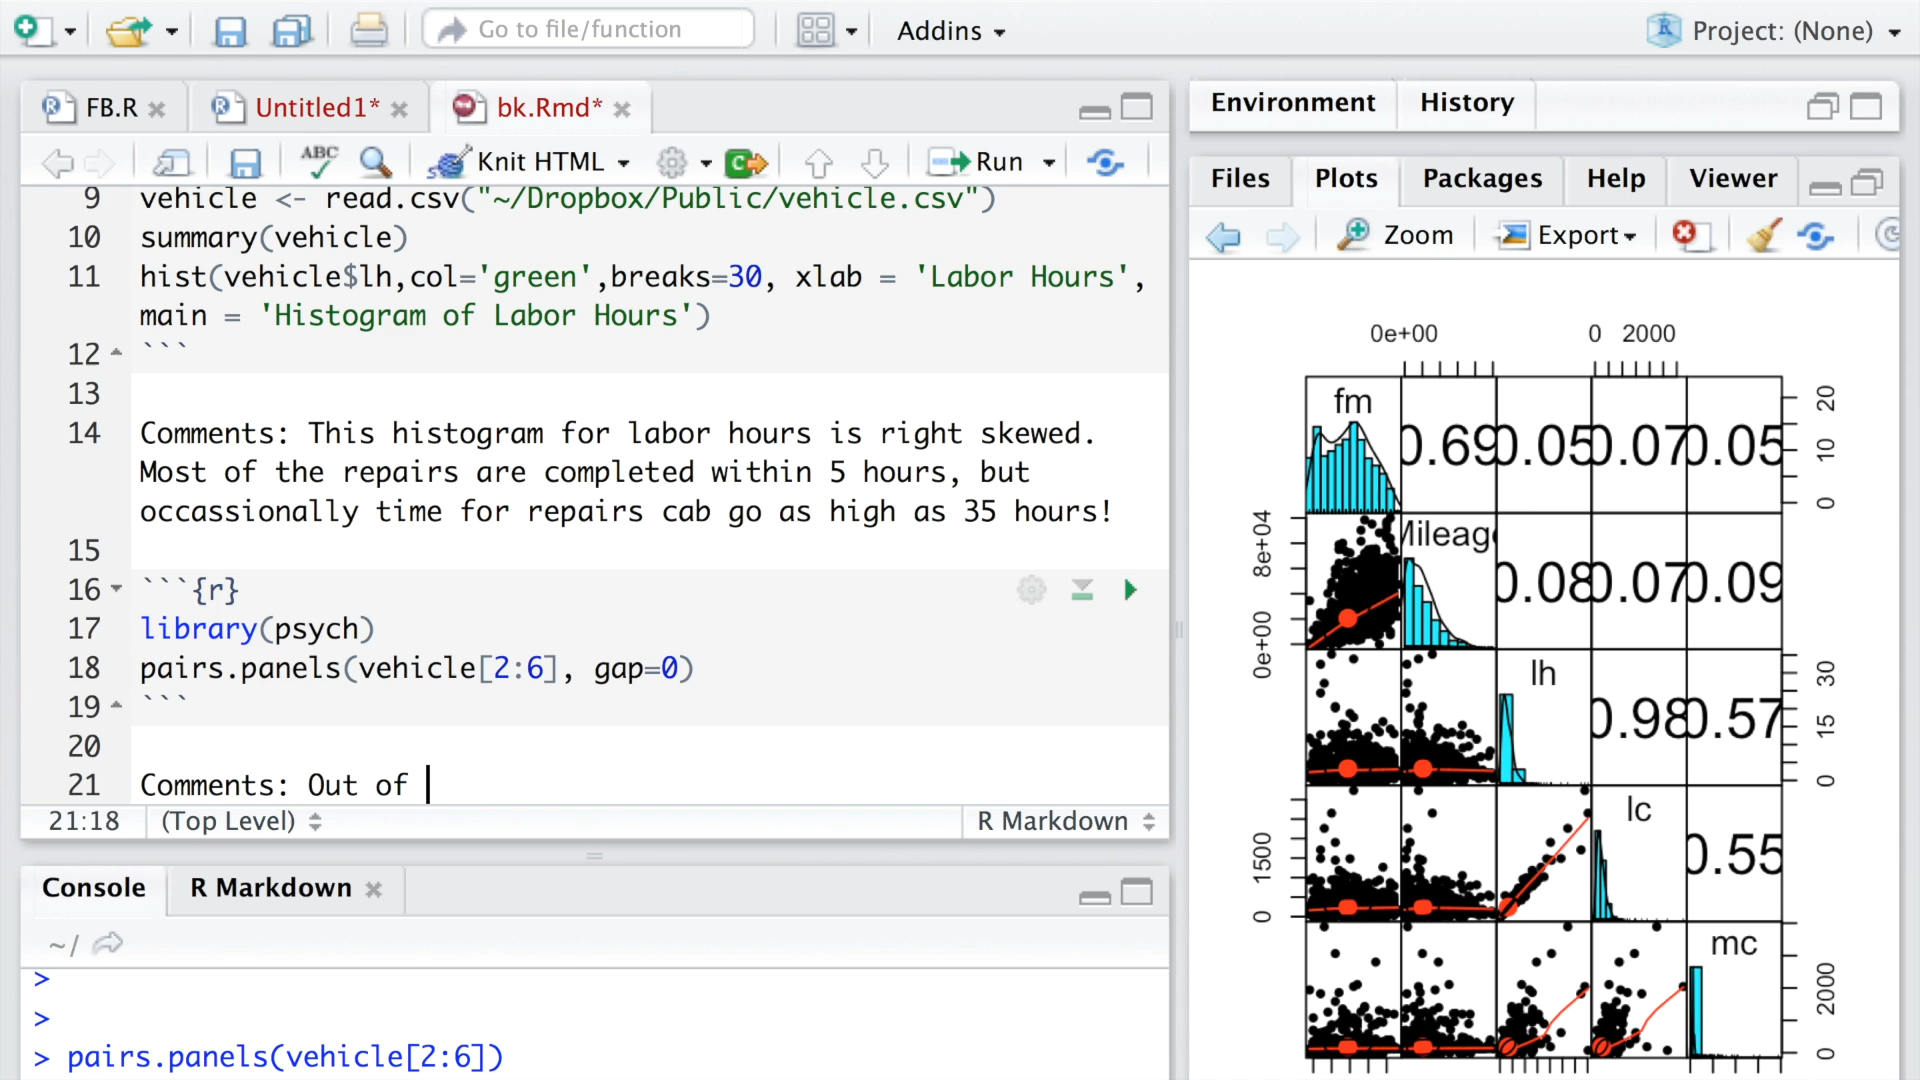 Go to file/function
Addins
Project: (None)
FB.R
Untitled1*
bk.Rmd*
ABC
Knit HTML
Run
9 vehicle <- read.csv("~/Dropbox/Public/vehicle.csv")
10 summary(vehicle)
11 hist(vehicle$lh,col='green',breaks=30, xlab = 'Labor Hours',
main = 'Histogram of Labor Hours')
12 ```
13
14 Comments: This histogram for labor hours is right skewed.
Most of the repairs are completed within 5 hours, but
occassionally time for repairs cab go as high as 35 hours!
15
16 ```{r}
17 library(psych)
18 pairs.panels(vehicle[2:6], gap=0)
19 ```
20
21 Comments: Out of
21:18 (Top Level) R Markdown
Console R Markdown
~/
>
>
> pairs.panels(vehicle[2:6])
Environment History
Files Plots Packages Help Viewer
Zoom Export
0e+00 0 2000
fm 0.69 0.05 0.07 0.05 0 10 20
0e+00 8e+04 Mileage 0.08 0.07 0.09
lh 0.98 0.57 0 15 30
0 1500 lc 0.55
mc 0 2000